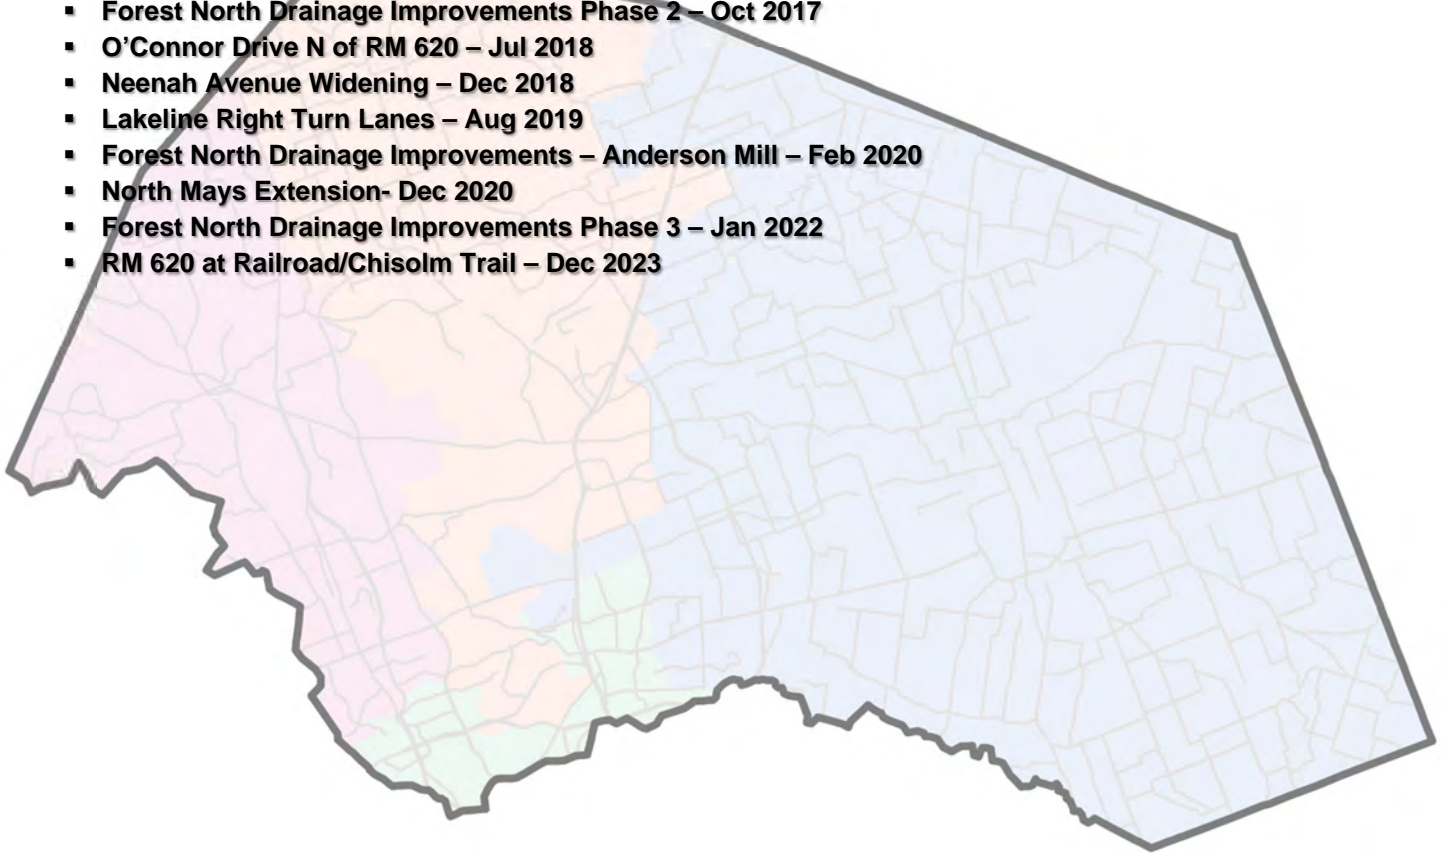 ▪ Forest North Drainage Improvements Phase 2 – Oct 2017
▪ O’Connor Drive N of RM 620 – Jul 2018
▪ Neenah Avenue Widening – Dec 2018
▪ Lakeline Right Turn Lanes – Aug 2019
▪ Forest North Drainage Improvements – Anderson Mill – Feb 2020
▪ North Mays Extension- Dec 2020
▪ Forest North Drainage Improvements Phase 3 – Jan 2022
▪ RM 620 at Railroad/Chisolm Trail – Dec 2023